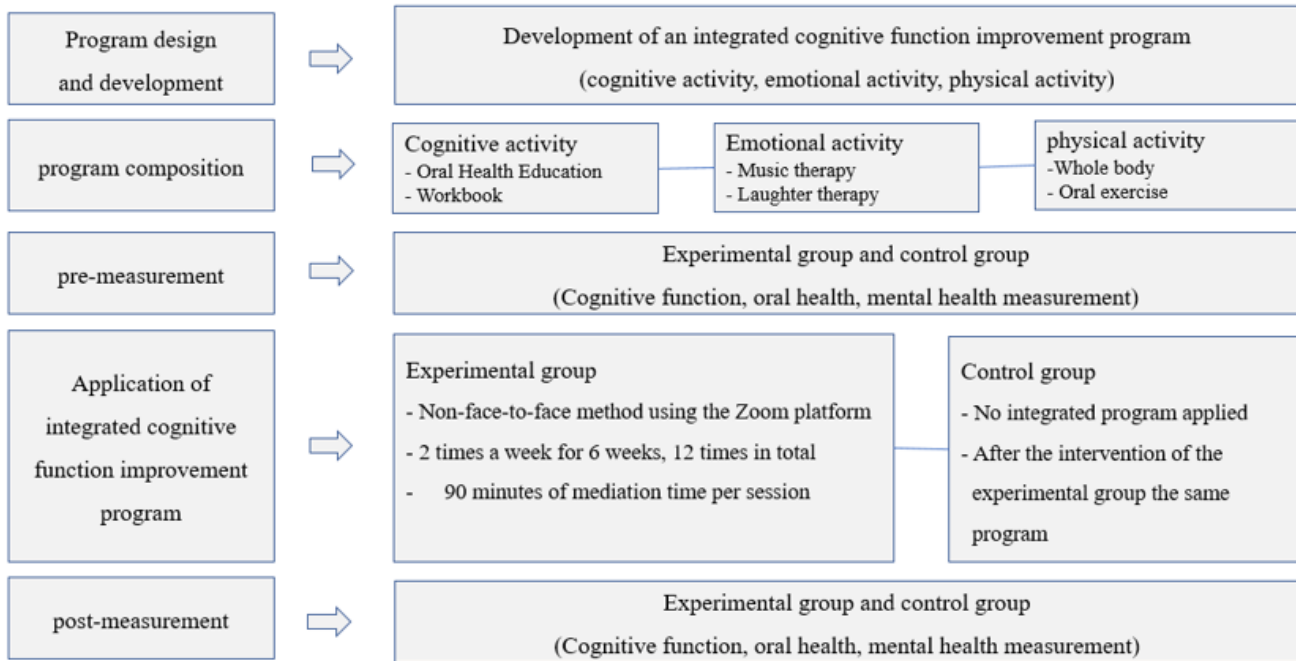 Program design
and development
Development of an integrated cognitive function improvement program
(cognitive activity, emotional activity, physical activity)
program composition
Cognitive activity
- Oral Health Education
- Workbook
Emotional activity
- Music therapy
- Laughter therapy
physical activity
-Whole body
- Oral exercise
pre-measurement
Experimental group and control group
(Cognitive function, oral health, mental health measurement)
Application of
integrated cognitive
function improvement
program
Experimental group
- Non-face-to-face method using the Zoom platform
- 2 times a week for 6 weeks, 12 times in total
- 90 minutes of mediation time per session
Control group
- No integrated program applied
- After the intervention of the
experimental group the same
program
post-measurement
Experimental group and control group
(Cognitive function, oral health, mental health measurement)